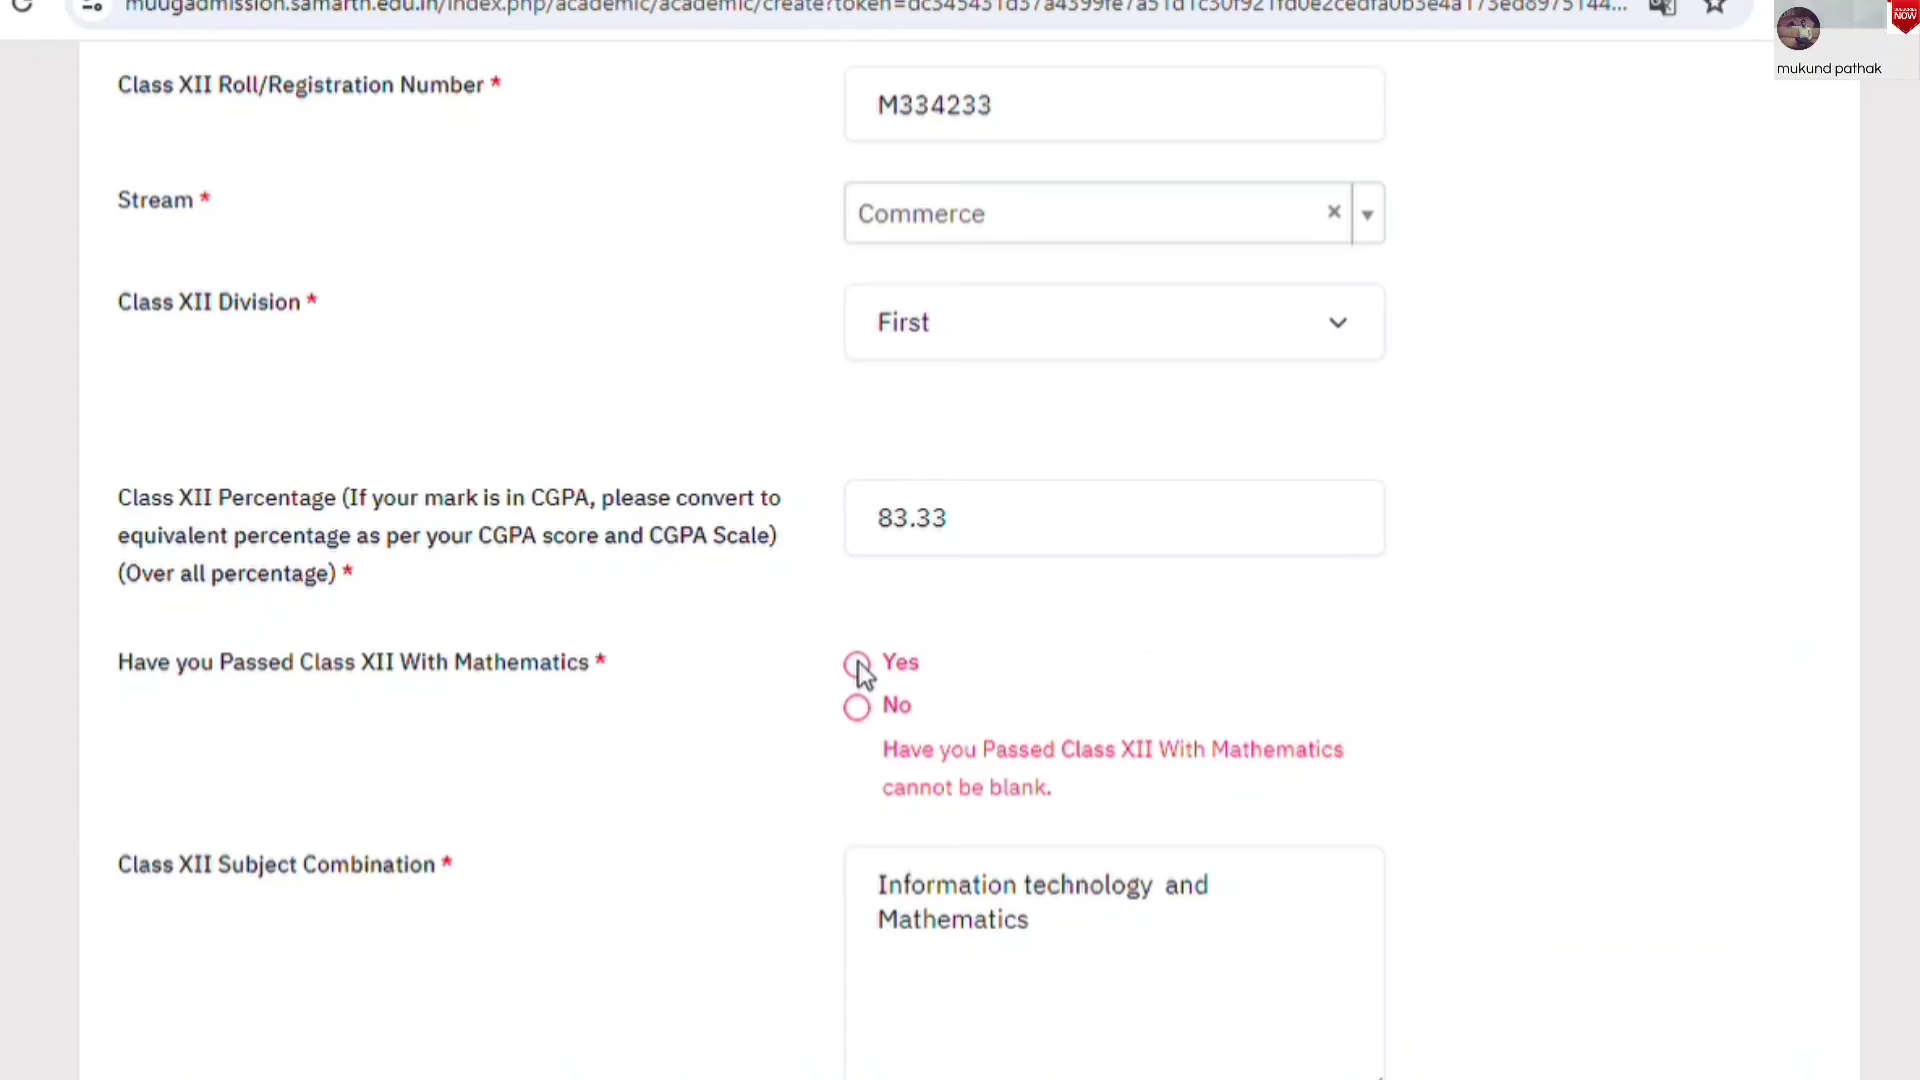 mukund pathak
Class XII Roll/Registration Number *
M334233
Stream *
Commerce
Class XII Division *
First
Class XII Percentage (If your mark is in CGPA, please convert to
equivalent percentage as per your CGPA score and CGPA Scale)
(Over all percentage) *
83.33
Have you Passed Class XII With Mathematics *
Yes
No
Have you Passed Class XII With Mathematics
cannot be blank.
Class XII Subject Combination *
Information technology and
Mathematics